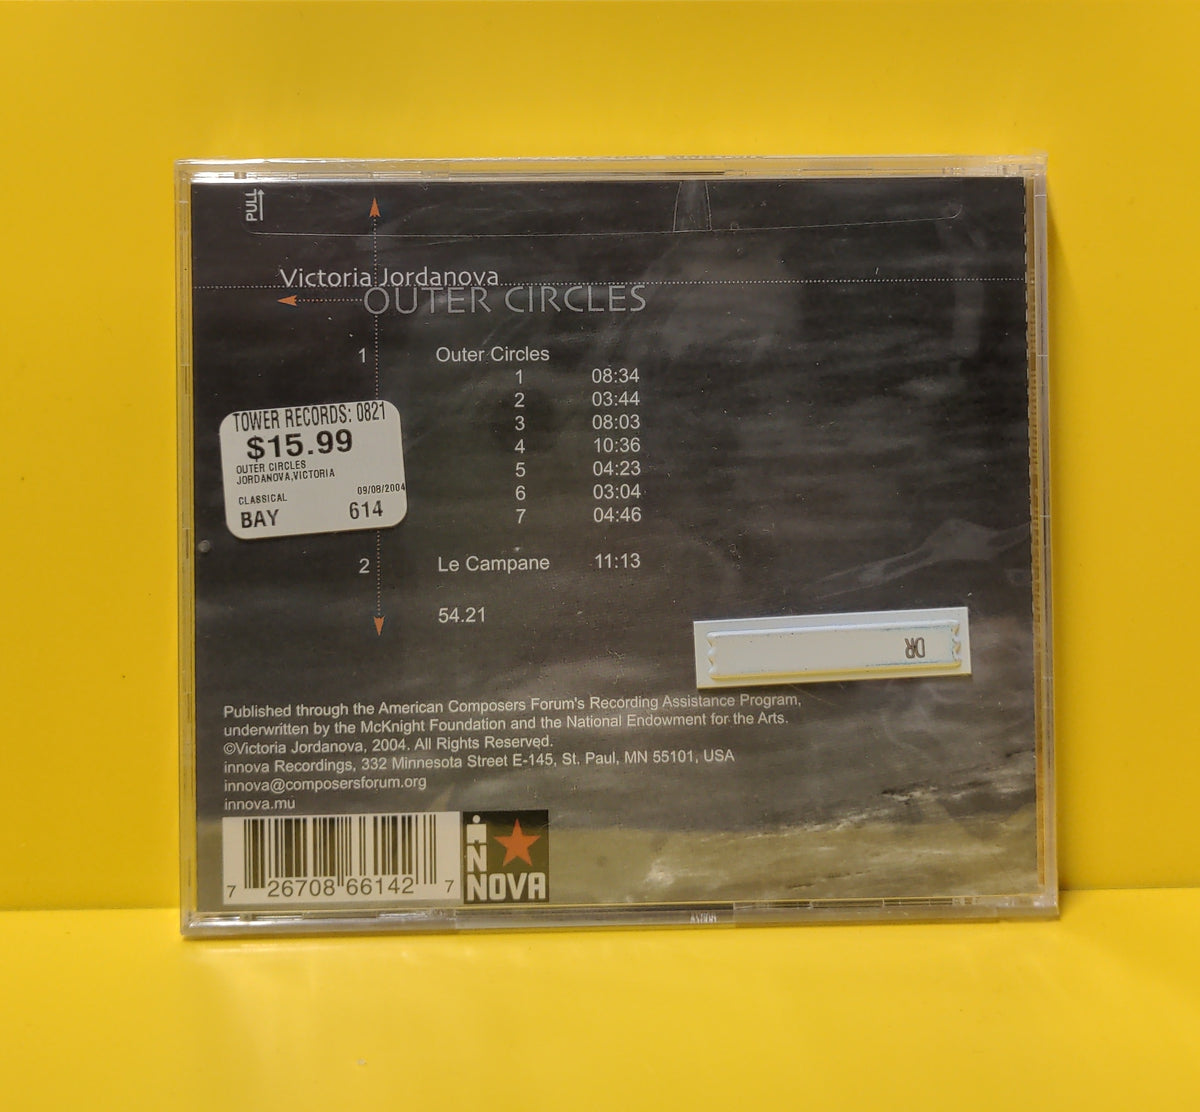 PULL
Victoria Jordanova
OUTER CIRCLES
1 Outer Circles
1 08:34
2 03:44
3 08:03
4 10:36
5 04:23
6 03:04
7 04:46
2 Le Campane 11:13
54.21
TOWER RECORDS: 0821
$15.99
OUTER CIRCLES
JORDANOVA,VICTORIA
CLASSICAL 09/08/2004
BAY 614
DR
Published through the American Composers Forum's Recording Assistance Program,
underwritten by the McKnight Foundation and the National Endowment for the Arts.
©Victoria Jordanova, 2004. All Rights Reserved.
innova Recordings, 332 Minnesota Street E-145, St. Paul, MN 55101, USA
innova@composersforum.org
innova.mu
7 26708 66142 7
iNNOVA